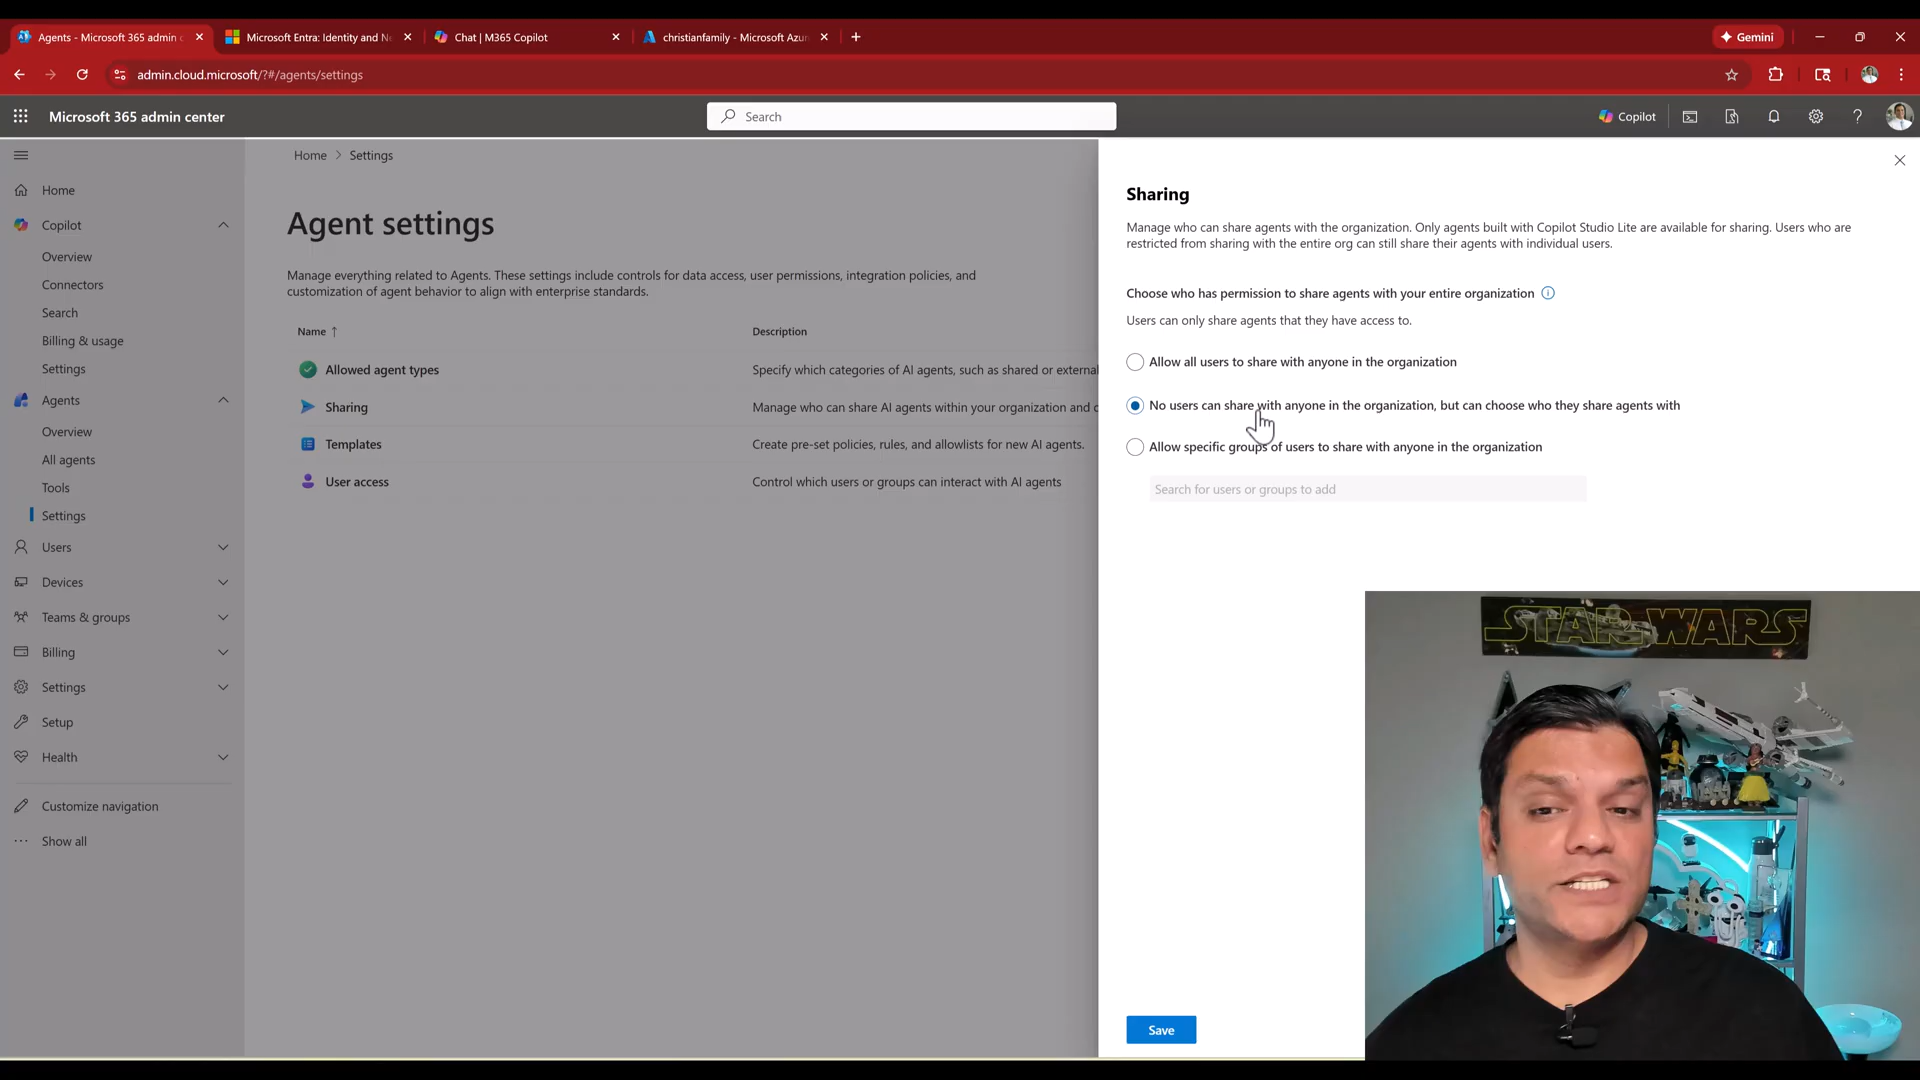 Agents - Microsoft 365 admin c
Microsoft Entra: Identity and Ne
Chat | M365 Copilot
christianfamily - Microsoft Azur
Gemini
admin.cloud.microsoft/?#/agents/settings
Microsoft 365 admin center
Search
Copilot
Home
Copilot
Overview
Connectors
Search
Billing & usage
Settings
Agents
Overview
All agents
Tools
Settings
Users
Devices
Teams & groups
Billing
Settings
Setup
Health
Customize navigation
Show all
Home > Settings
Agent settings
Manage everything related to Agents. These settings include controls for data access, user permissions, integration policies, and
customization of agent behavior to align with enterprise standards.
Name ↑ Description
Allowed agent types Specify which categories of AI agents, such as shared or external
Sharing Manage who can share AI agents within your organization and c
Templates Create pre-set policies, rules, and allowlists for new AI agents.
User access Control which users or groups can interact with AI agents
Sharing
Manage who can share agents with the organization. Only agents built with Copilot Studio Lite are available for sharing. Users who are
restricted from sharing with the entire org can still share their agents with individual users.
Choose who has permission to share agents with your entire organization
Users can only share agents that they have access to.
Allow all users to share with anyone in the organization
No users can share with anyone in the organization, but can choose who they share agents with
Allow specific groups of users to share with anyone in the organization
Search for users or groups to add
STAR WARS
Save